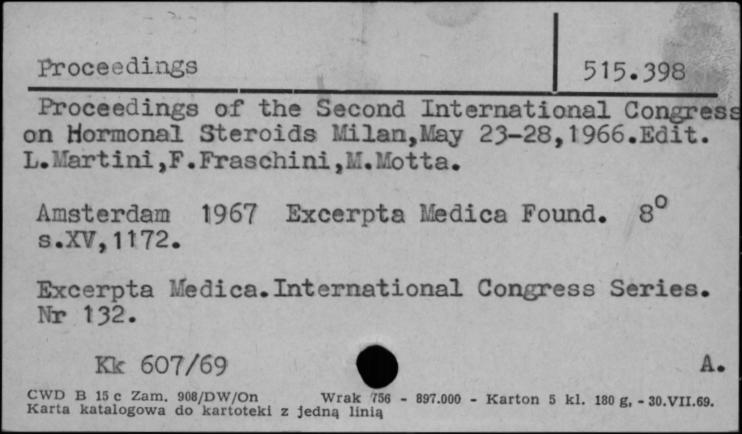 Proceedings 515.398
Proceedings of the Second International Congress
on Hormonal Steroids Milan,May 23-28,1966.Edit.
L.Martini,F.Fraschini,M.Motta.
Amsterdam 1967 Excerpta Medica Found. 8°
s.XV,1172.
Excerpta Medica.International Congress Series.
Nr 132.
Kk 607/69 A.
CWD B 15 c Zam. 908/DW/On Wrak 756 - 897.000 - Karton 5 kl. 180 g, - 30.VII.69.
Karta katalogowa do kartoteki z jedną linią